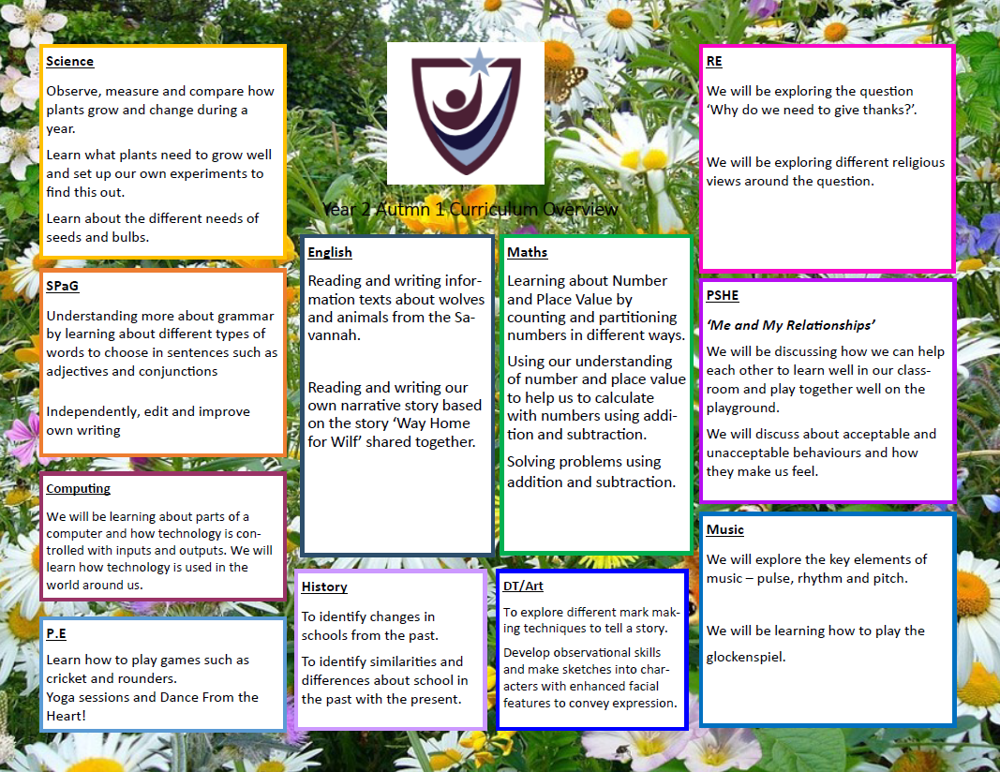 Year 2 Autmn 1 Curriculum Overview
Science
Observe, measure and compare how
plants grow and change during a
year.
Learn what plants need to grow well
and set up our own experiments to
find this out.
Learn about the different needs of
seeds and bulbs.
SPaG
Understanding more about grammar
by learning about different types of
words to choose in sentences such as
adjectives and conjunctions
Independently, edit and improve
own writing
Computing
We will be learning about parts of a
computer and how technology is con-
trolled with inputs and outputs. We will
learn how technology is used in the
world around us.
P.E
Learn how to play games such as
cricket and rounders.
Yoga sessions and Dance From the
Heart!
English
Reading and writing infor-
mation texts about wolves
and animals from the Sa-
vannah.
Reading and writing our
own narrative story based
on the story ‘Way Home
for Wilf’ shared together.
Maths
Learning about Number
and Place Value by
counting and partitioning
numbers in different ways.
Using our understanding
of number and place value
to help us to calculate
with numbers using addi-
tion and subtraction.
Solving problems using
addition and subtraction.
History
To identify changes in
schools from the past.
To identify similarities and
differences about school in
the past with the present.
DT/Art
To explore different mark mak-
ing techniques to tell a story.
Develop observational skills
and make sketches into char-
acters with enhanced facial
features to convey expression.
RE
We will be exploring the question
‘Why do we need to give thanks?’.
We will be exploring different religious
views around the question.
PSHE
‘Me and My Relationships’
We will be discussing how we can help
each other to learn well in our class-
room and play together well on the
playground.
We will discuss about acceptable and
unacceptable behaviours and how
they make us feel.
Music
We will explore the key elements of
music – pulse, rhythm and pitch.
We will be learning how to play the
glockenspiel.